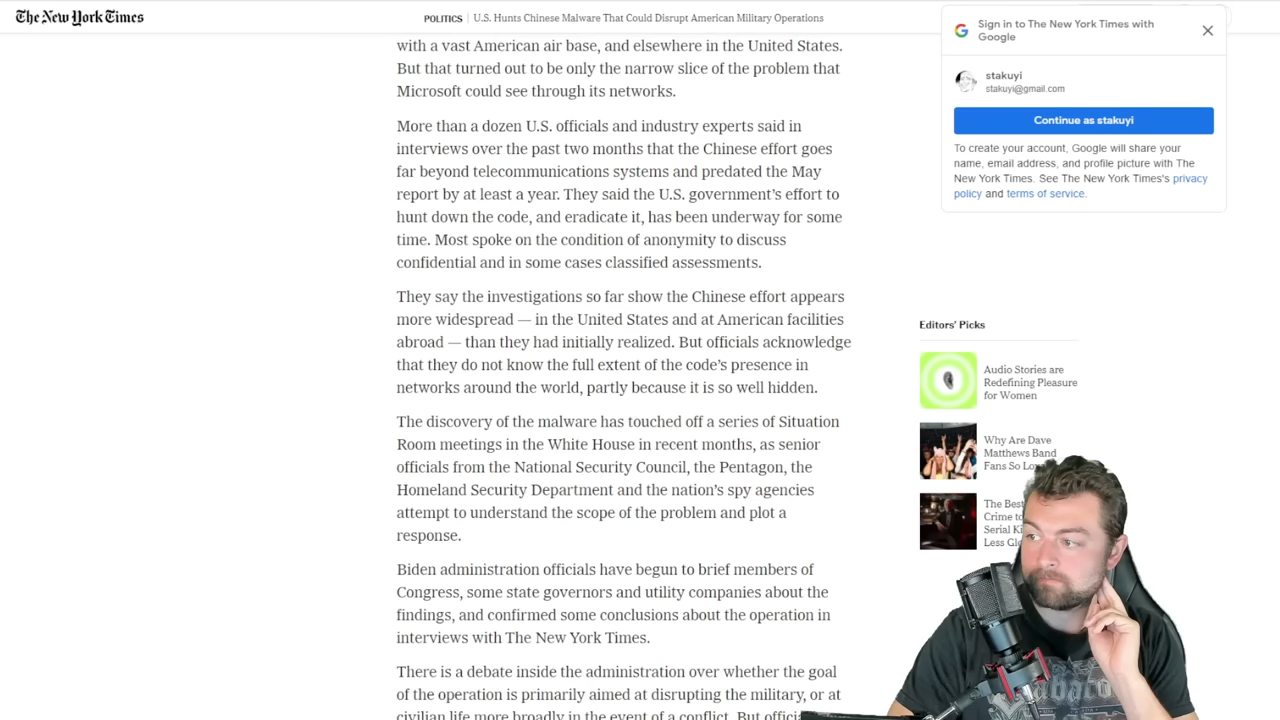 The New York Times
POLITICS | U.S. Hunts Chinese Malware That Could Disrupt American Military Operations
with a vast American air base, and elsewhere in the United States.
But that turned out to be only the narrow slice of the problem that
Microsoft could see through its networks.
More than a dozen U.S. officials and industry experts said in
interviews over the past two months that the Chinese effort goes
far beyond telecommunications systems and predated the May
report by at least a year. They said the U.S. government’s effort to
hunt down the code, and eradicate it, has been underway for some
time. Most spoke on the condition of anonymity to discuss
confidential and in some cases classified assessments.
They say the investigations so far show the Chinese effort appears
more widespread — in the United States and at American facilities
abroad — than they had initially realized. But officials acknowledge
that they do not know the full extent of the code’s presence in
networks around the world, partly because it is so well hidden.
The discovery of the malware has touched off a series of Situation
Room meetings in the White House in recent months, as senior
officials from the National Security Council, the Pentagon, the
Homeland Security Department and the nation’s spy agencies
attempt to understand the scope of the problem and plot a
response.
Biden administration officials have begun to brief members of
Congress, some state governors and utility companies about the
findings, and confirmed some conclusions about the operation in
interviews with The New York Times.
There is a debate inside the administration over whether the goal
of the operation is primarily aimed at disrupting the military, or at
civilian life more broadly in the event of a conflict. But
Sign in to The New York Times with
Google
stakuyi
stakuyi@gmail.com
Continue as stakuyi
To create your account, Google will share your
name, email address, and profile picture with The
New York Times. See The New York Times's privacy
policy and terms of service.
Editors’ Picks
Audio Stories are
Redefining Pleasure
for Women
Why Are Dave
Matthews Band
Fans So
The Best
Crime to
Serial
Less